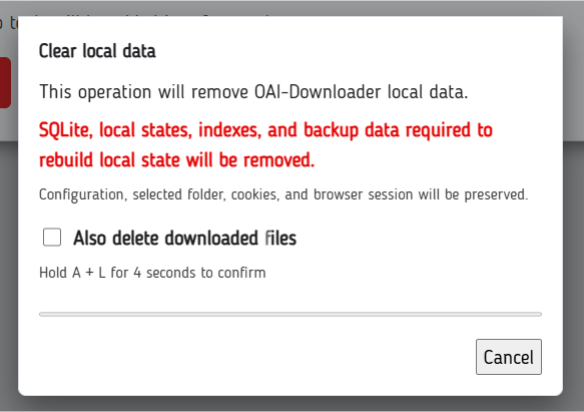 Clear local data
This operation will remove OAI-Downloader local data.
SQLite, local states, indexes, and backup data required to
rebuild local state will be removed.
Configuration, selected folder, cookies, and browser session will be preserved.
Also delete downloaded files
Hold A + L for 4 seconds to confirm
Cancel